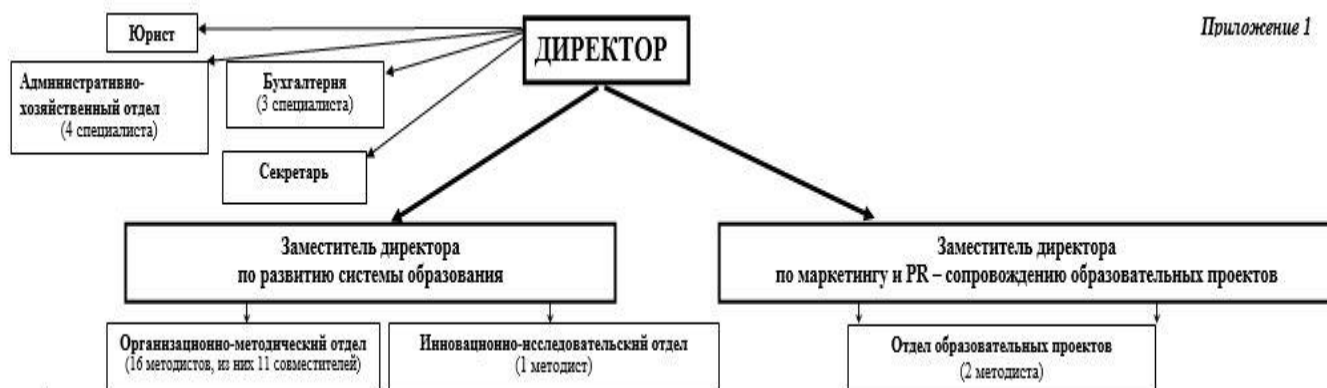 Приложение 1
ДИРЕКТОР
Юрист
Административно-
хозяйственный отдел
(4 специалиста)
Бухгалтерия
(3 специалиста)
Секретарь
Заместитель директора
по развитию системы образования
Заместитель директора
по маркетингу и PR – сопровождению образовательных проектов
Организационно-методический отдел
(16 методистов, из них 11 совместителей)
Инновационно-исследовательский отдел
(1 методист)
Отдел образовательных проектов
(2 методиста)